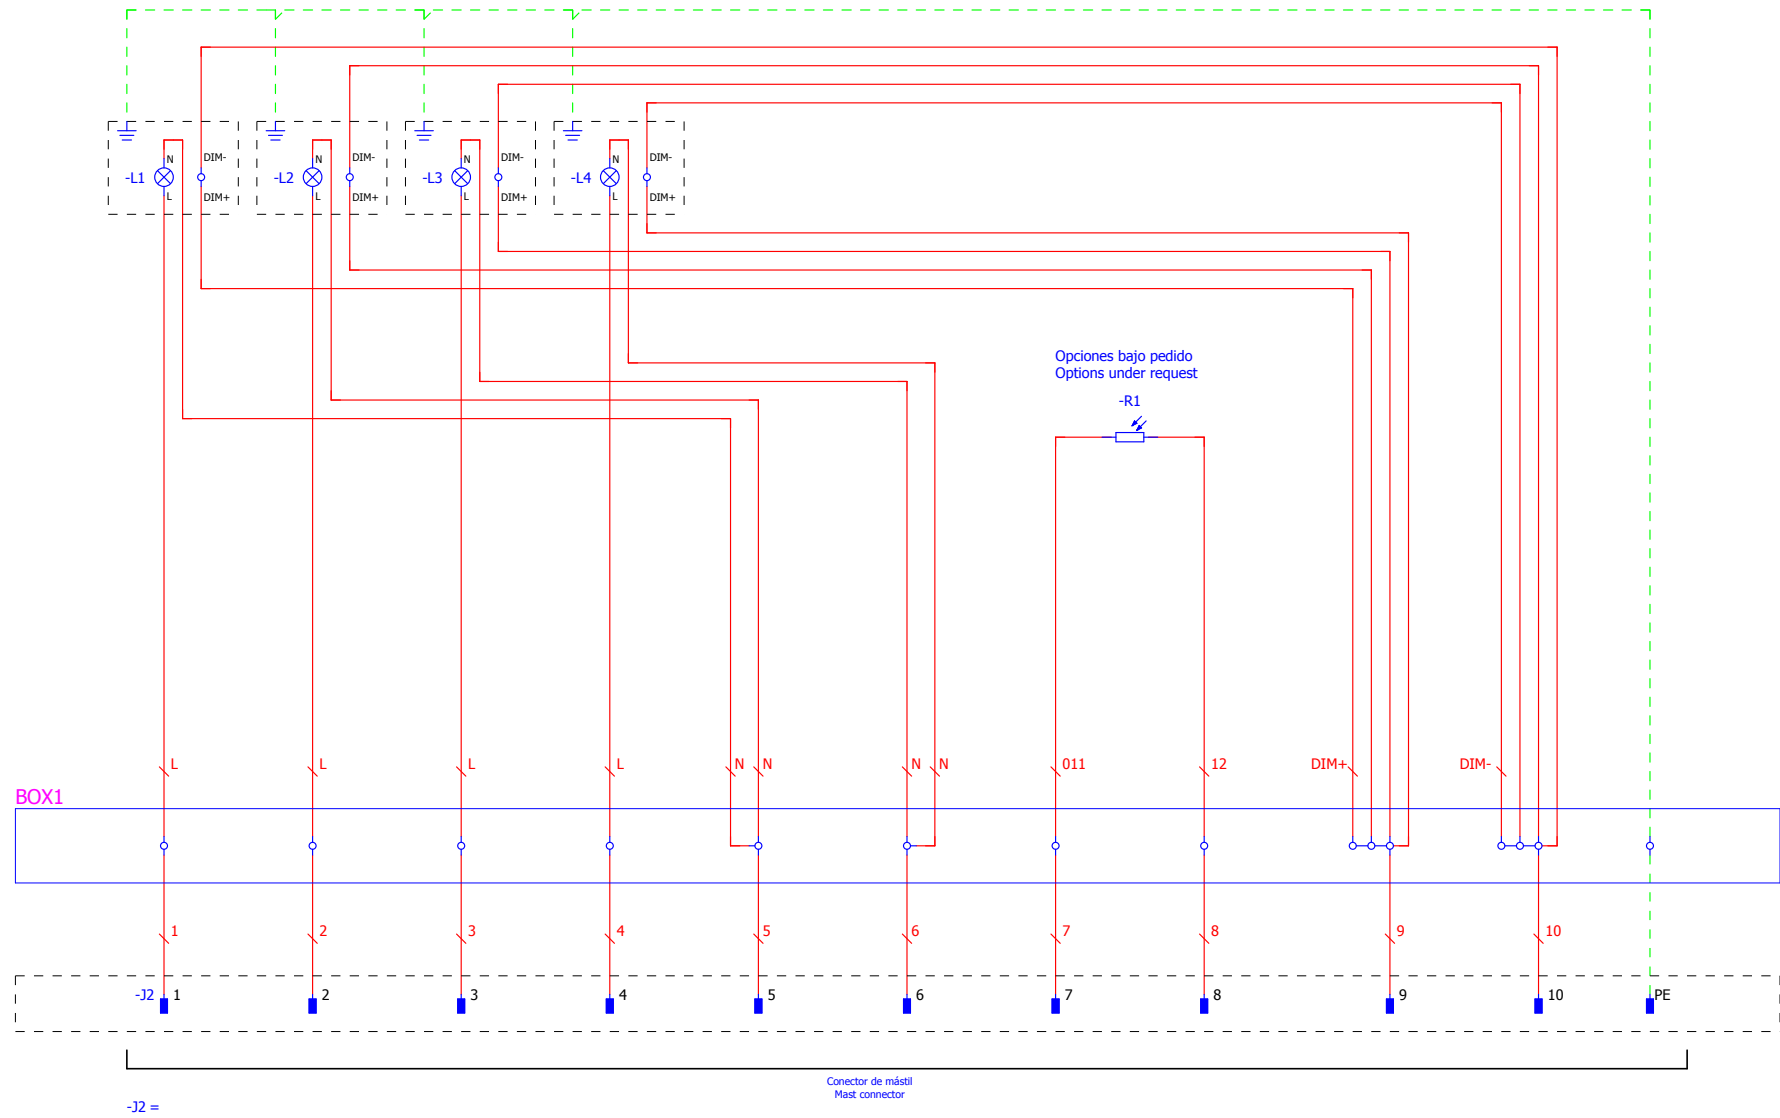 N
DIM-
N
DIM-
N
DIM-
N
DIM-
-L1
-L2
-L3
-L4
L
DIM+
L
DIM+
L
DIM+
L
DIM+
Opciones bajo pedido
Options under request
-R1
L
L
L
L
N
N
N
N
011
12
DIM+
DIM-
BOX1
1
2
3
4
5
6
7
8
9
10
-J2
1
2
3
4
5
6
7
8
9
10
PE
Conector de mástil
Mast connector
-J2 =